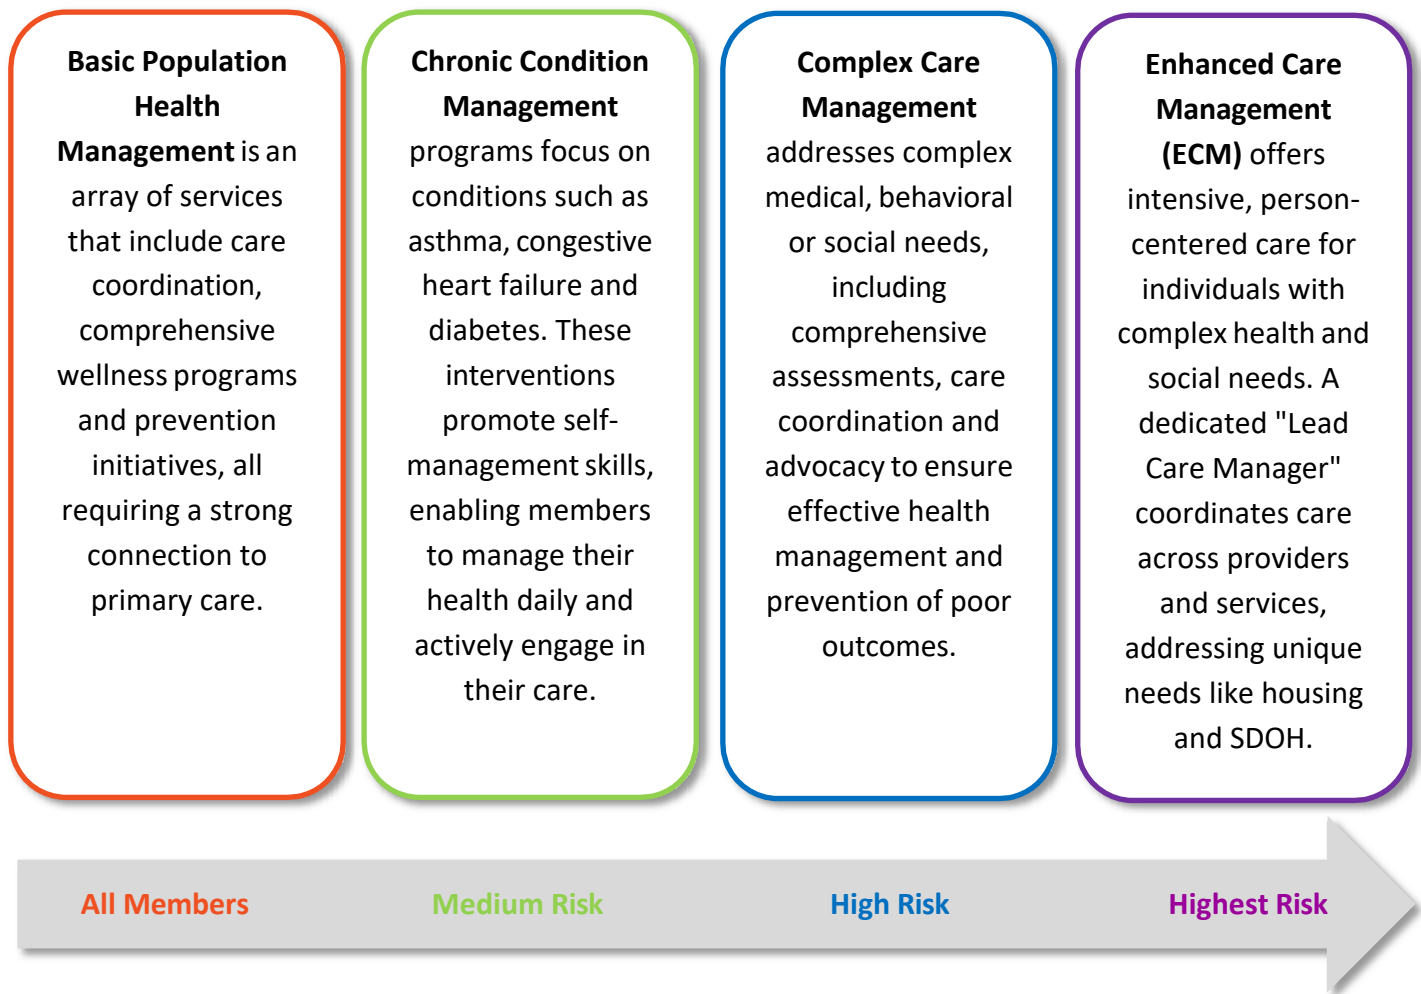 Basic Population
Health
Management is an
array of services
that include care
coordination,
comprehensive
wellness programs
and prevention
initiatives, all
requiring a strong
connection to
primary care.
Chronic Condition
Management
programs focus on
conditions such as
asthma, congestive
heart failure and
diabetes. These
interventions
promote self-
management skills,
enabling members
to manage their
health daily and
actively engage in
their care.
Complex Care
Management
addresses complex
medical, behavioral
or social needs,
including
comprehensive
assessments, care
coordination and
advocacy to ensure
effective health
management and
prevention of poor
outcomes.
Enhanced Care
Management
(ECM) offers
intensive, person-
centered care for
individuals with
complex health and
social needs. A
dedicated "Lead
Care Manager"
coordinates care
across providers
and services,
addressing unique
needs like housing
and SDOH.
All Members
Medium Risk
High Risk
Highest Risk